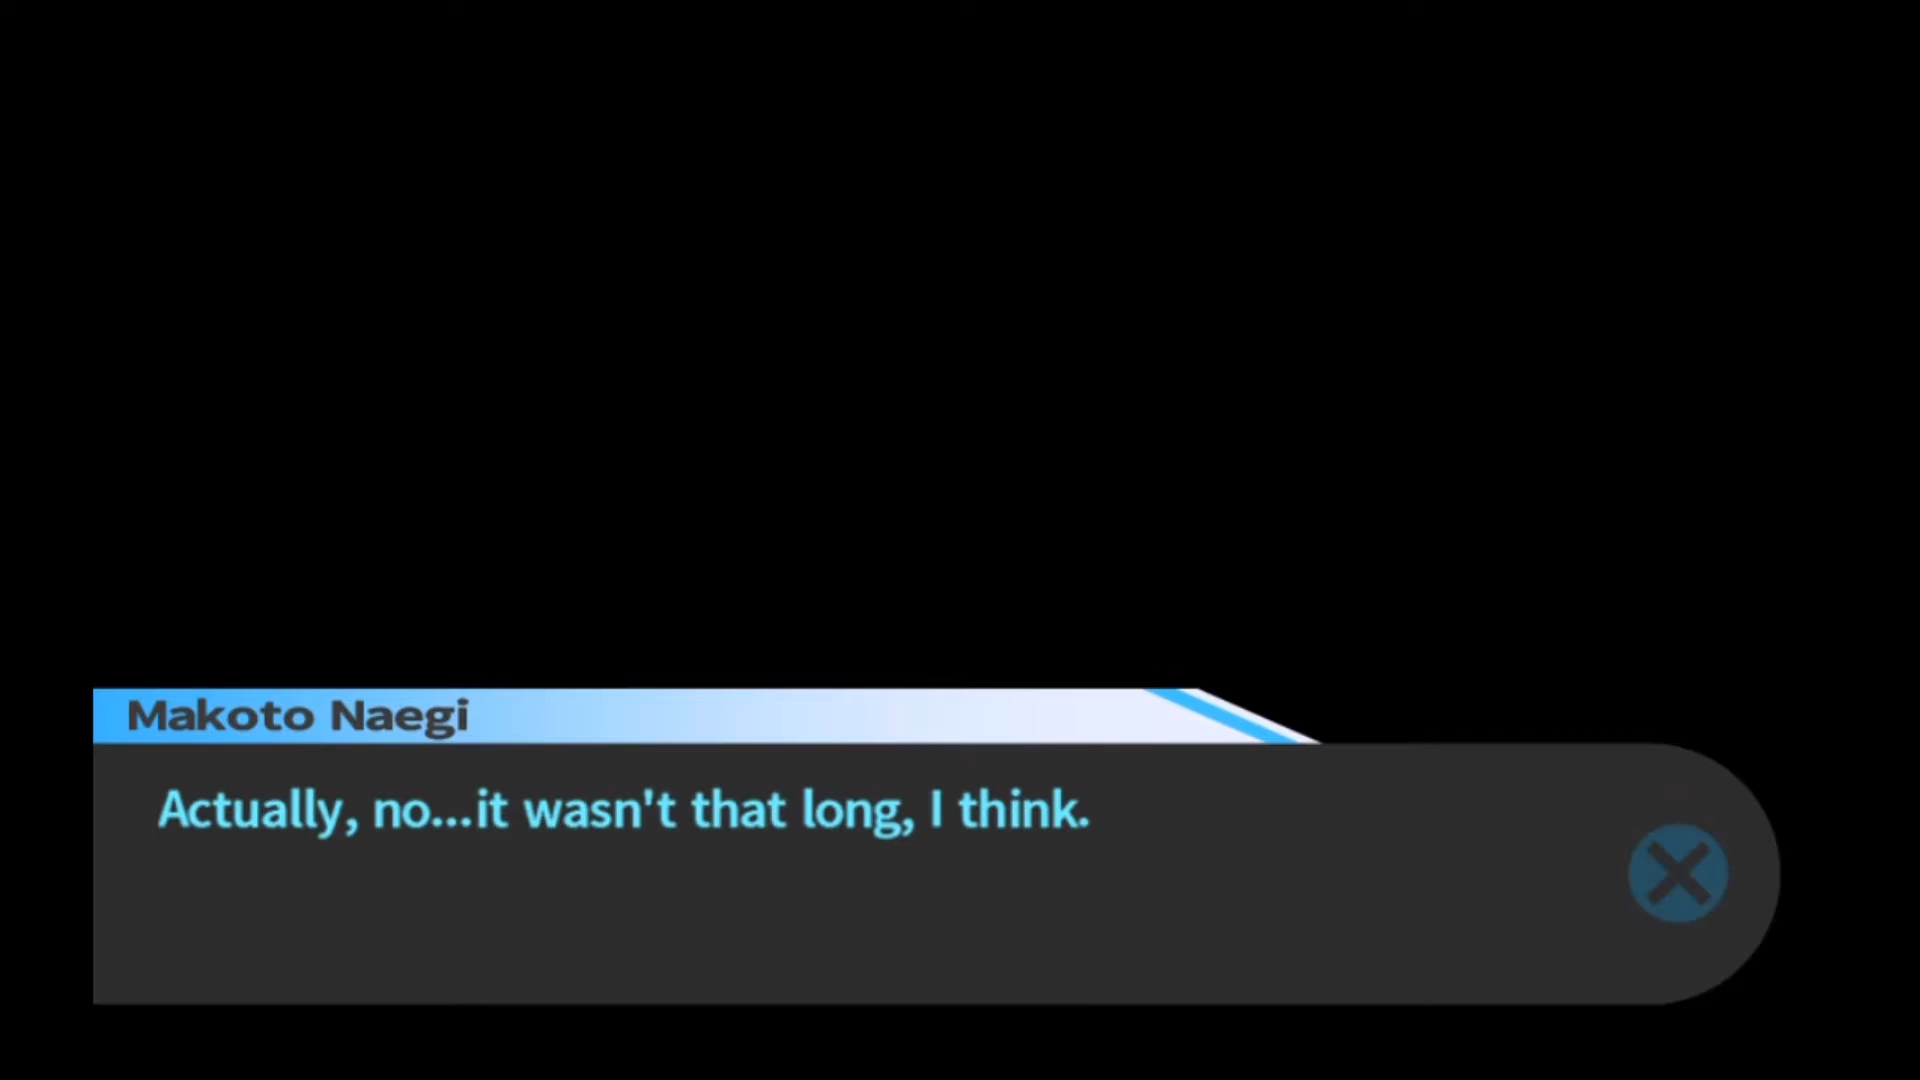 Makoto Naegi
Actually, no...it wasn't that long, I think.